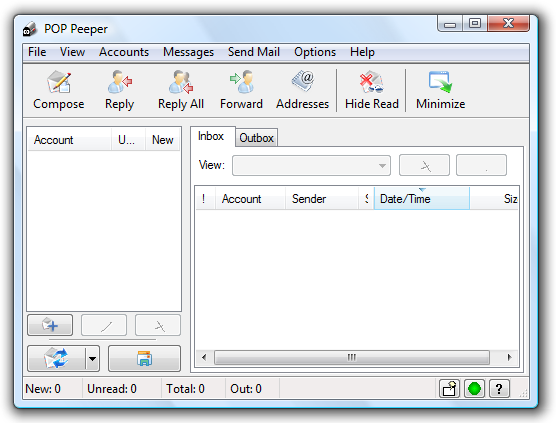 POP Peeper
File View Accounts Messages Send Mail Options Help
Compose Reply Reply All Forward Addresses Hide Read Minimize
Account U... New
Inbox Outbox
View:
! Account Sender S Date/Time Siz
New: 0 Unread: 0 Total: 0 Out: 0 ?